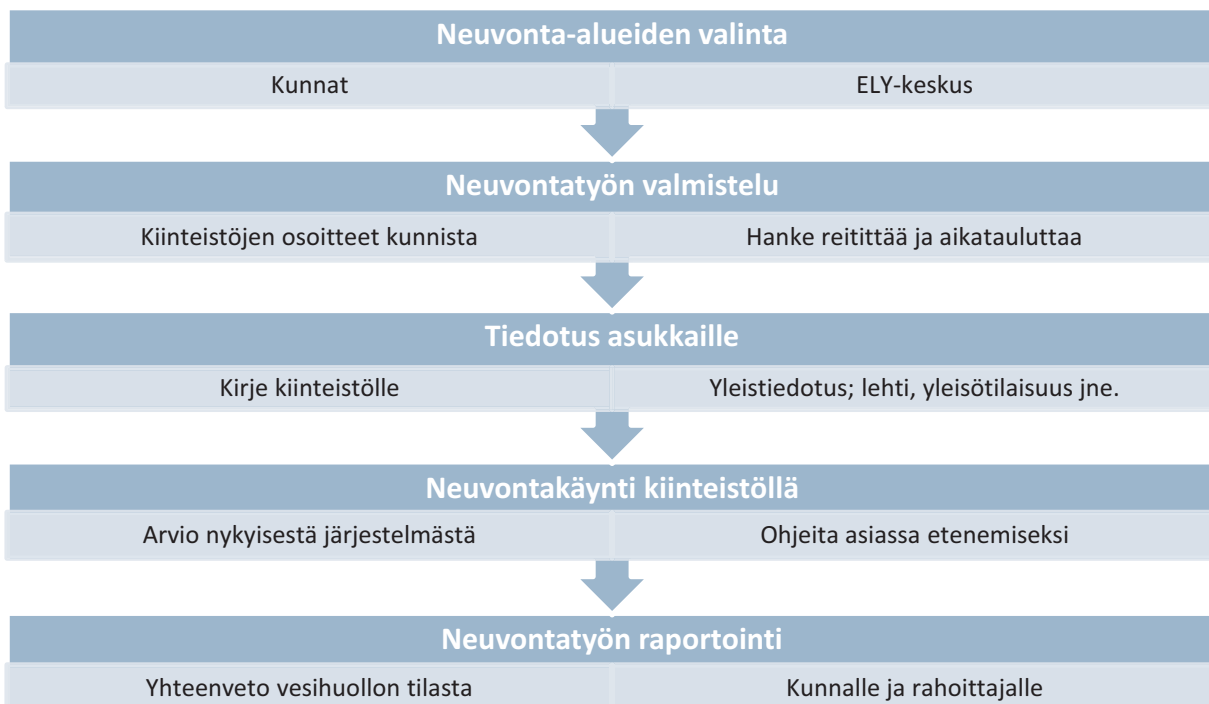 Neuvonta-alueiden valinta
Kunnat
ELY-keskus
Neuvontatyön valmistelu
Kiinteistöjen osoitteet kunnista
Hanke reitittää ja aikatauluttaa
Tiedotus asukkaille
Kirje kiinteistölle
Yleistiedotus; lehti, yleisötilaisuus jne.
Neuvontakäynti kiinteistöllä
Arvio nykyisestä järjestelmästä
Ohjeita asiassa etenemiseksi
Neuvontatyön raportointi
Yhteenveto vesihuollon tilasta
Kunnalle ja rahoittajalle